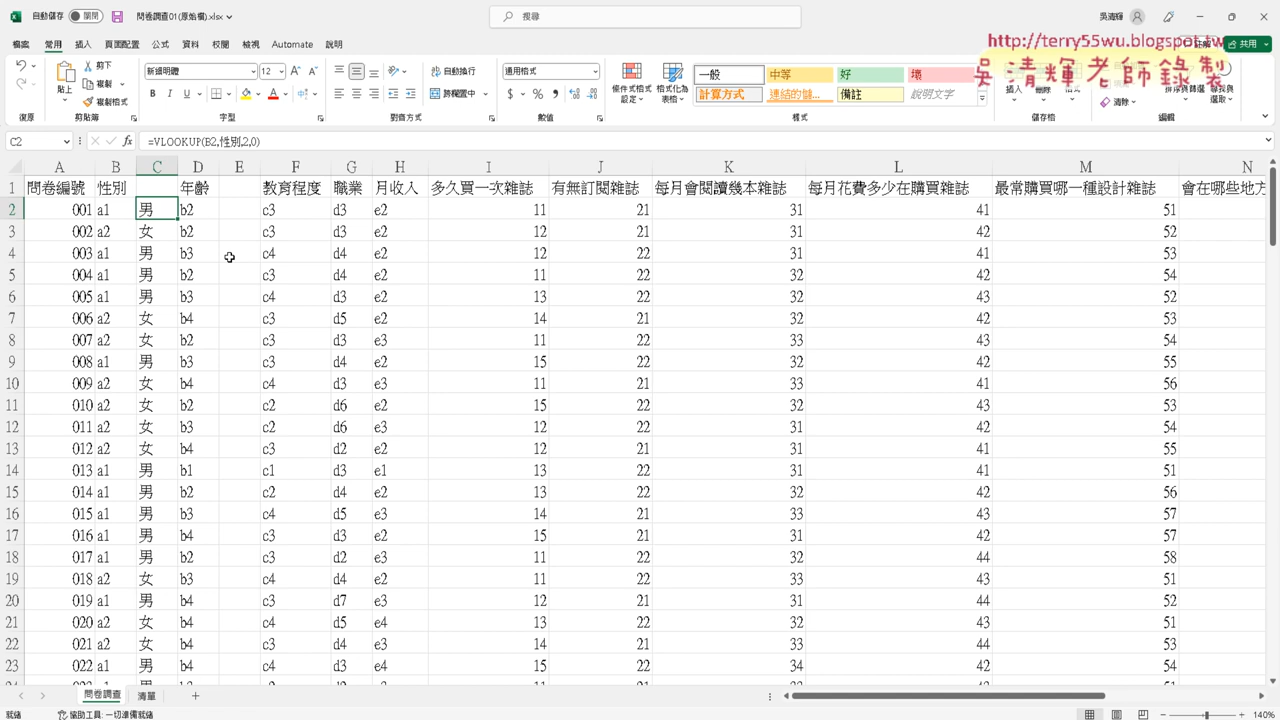 自動儲存 關閉 問卷調查01(原始檔).xlsx 搜尋 吳清輝
http://terry55wu.blogspot.tw
吳清輝老師錄製
檔案 常用 插入 頁面配置 公式 資料 校閱 檢視 Automate 說明 共用
貼上 剪下 複製 複製格式
新細明體 12 B I U A
自動換行
通用格式
條件式格式設定 格式化為表格
一般 中等 好 壞
計算方式 連結的儲... 備註 說明文字
插入 刪除 格式 清除
復原 剪貼簿 字型 對齊方式 數值 樣式 儲存格 編輯
C2 fx =VLOOKUP(B2,性別,2,0)
A B C D E F G H I J K L M N
1 問卷編號 性別 年齡 教育程度 職業 月收入 多久買一次雜誌 有無訂閱雜誌 每月會閱讀幾本雜誌 每月花費多少在購買雜誌 最常購買哪一種設計雜誌 會在哪些地方
2 001 a1 男 b2 c3 d3 e2 11 21 31 41 51
3 002 a2 女 b2 c3 d3 e2 12 21 31 42 52
4 003 a1 男 b3 c4 d4 e2 12 22 31 41 53
5 004 a1 男 b2 c3 d4 e2 11 22 32 42 54
6 005 a1 男 b3 c4 d3 e2 13 22 32 43 52
7 006 a2 女 b4 c3 d5 e2 14 21 32 42 53
8 007 a2 女 b2 c3 d3 e2 11 22 33 43 54
9 008 a1 男 b3 c4 d3 e2 15 22 32 42 55
10 009 a2 女 b4 c4 d3 e3 11 21 33 41 56
11 010 a2 女 b2 c2 d6 e2 15 22 32 43 53
12 011 a2 女 b3 c2 d6 e3 12 22 31 42 54
13 012 a2 女 b4 c3 d2 e2 12 21 31 41 55
14 013 a1 男 b1 c1 d3 e1 13 22 31 41 51
15 014 a1 男 b2 c2 d4 e2 13 22 32 42 56
16 015 a1 男 b3 c4 d5 e3 14 21 33 43 57
17 016 a1 男 b4 c3 d3 e2 15 21 31 42 57
18 017 a1 男 b2 c3 d2 e3 11 22 32 44 58
19 018 a2 女 b3 c4 d4 e2 11 22 33 43 51
20 019 a1 男 b4 c3 d7 e3 12 21 31 44 52
21 020 a2 女 b4 c4 d5 e4 12 22 32 43 51
22 021 a2 女 b4 c3 d4 e3 14 21 33 44 53
23 022 a1 男 b4 c4 d3 e4 15 22 34 42 54
問卷調查 清單
就緒 協助工具: 一切準備就緒 140%